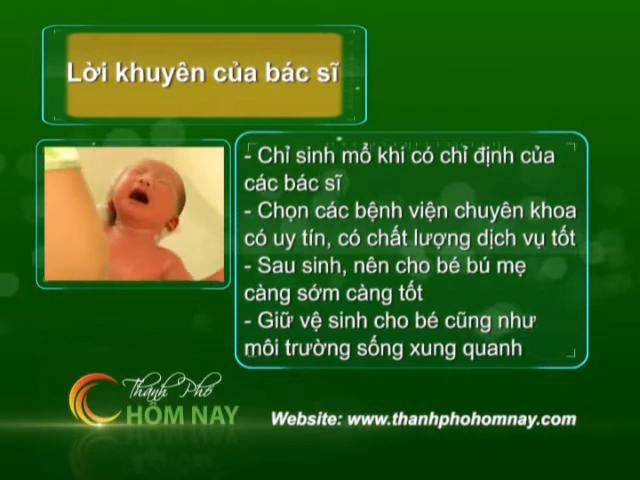 Lời khuyên của bác sĩ
- Chỉ sinh mổ khi có chỉ định của
các bác sĩ
- Chọn các bệnh viện chuyên khoa
có uy tín, có chất lượng dịch vụ tốt
- Sau sinh, nên cho bé bú mẹ
càng sớm càng tốt
- Giữ vệ sinh cho bé cũng như
môi trường sống xung quanh
Thành Phố
HÔM NAY
Website: www.thanhphohomnay.com